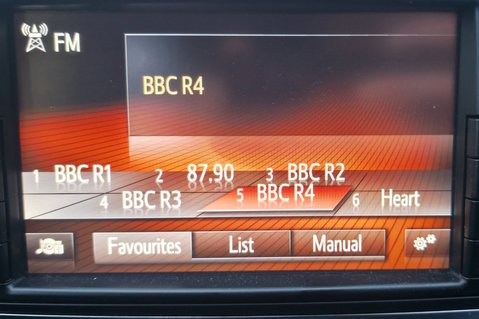 FM
BBC R4
1 BBC R1 2 87.90 3 BBC R2
4 BBC R3 5 BBC R4 6 Heart
Favourites List Manual